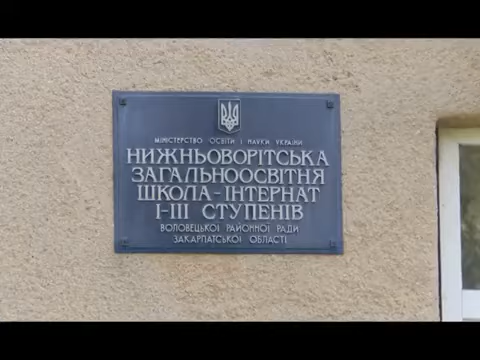 МІНІСТЕРСТВО ОСВІТИ І НАУКИ УКРАЇНИ
НИЖНЬОВОРІТСЬКА
ЗАГАЛЬНООСВІТНЯ
ШКОЛА-ІНТЕРНАТ
І-ІІІ СТУПЕНІВ
ВОЛОВЕЦЬКОЇ РАЙОННОЇ РАДИ
ЗАКАРПАТСЬКОЇ ОБЛАСТІ